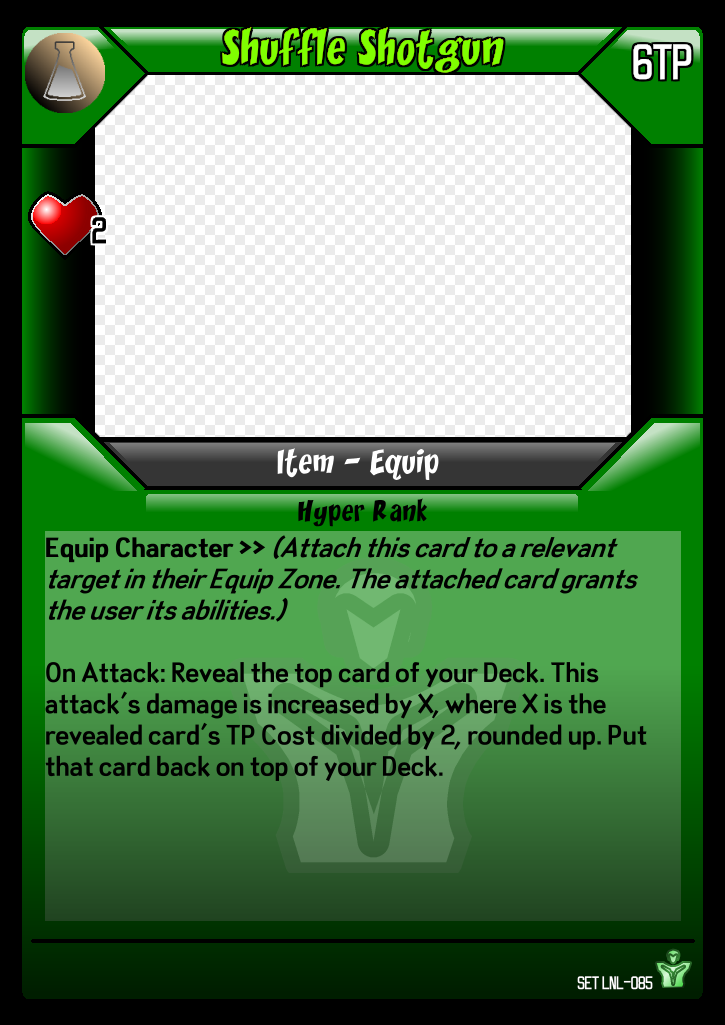 Shuffle Shotgun
6TP
2
Item - Equip
Hyper Rank
Equip Character >> (Attach this card to a relevant
target in their Equip Zone. The attached card grants
the user its abilities.)
On Attack: Reveal the top card of your Deck. This
attack's damage is increased by X, where X is the
revealed card's TP Cost divided by 2, rounded up. Put
that card back on top of your Deck.
SET LNL-085